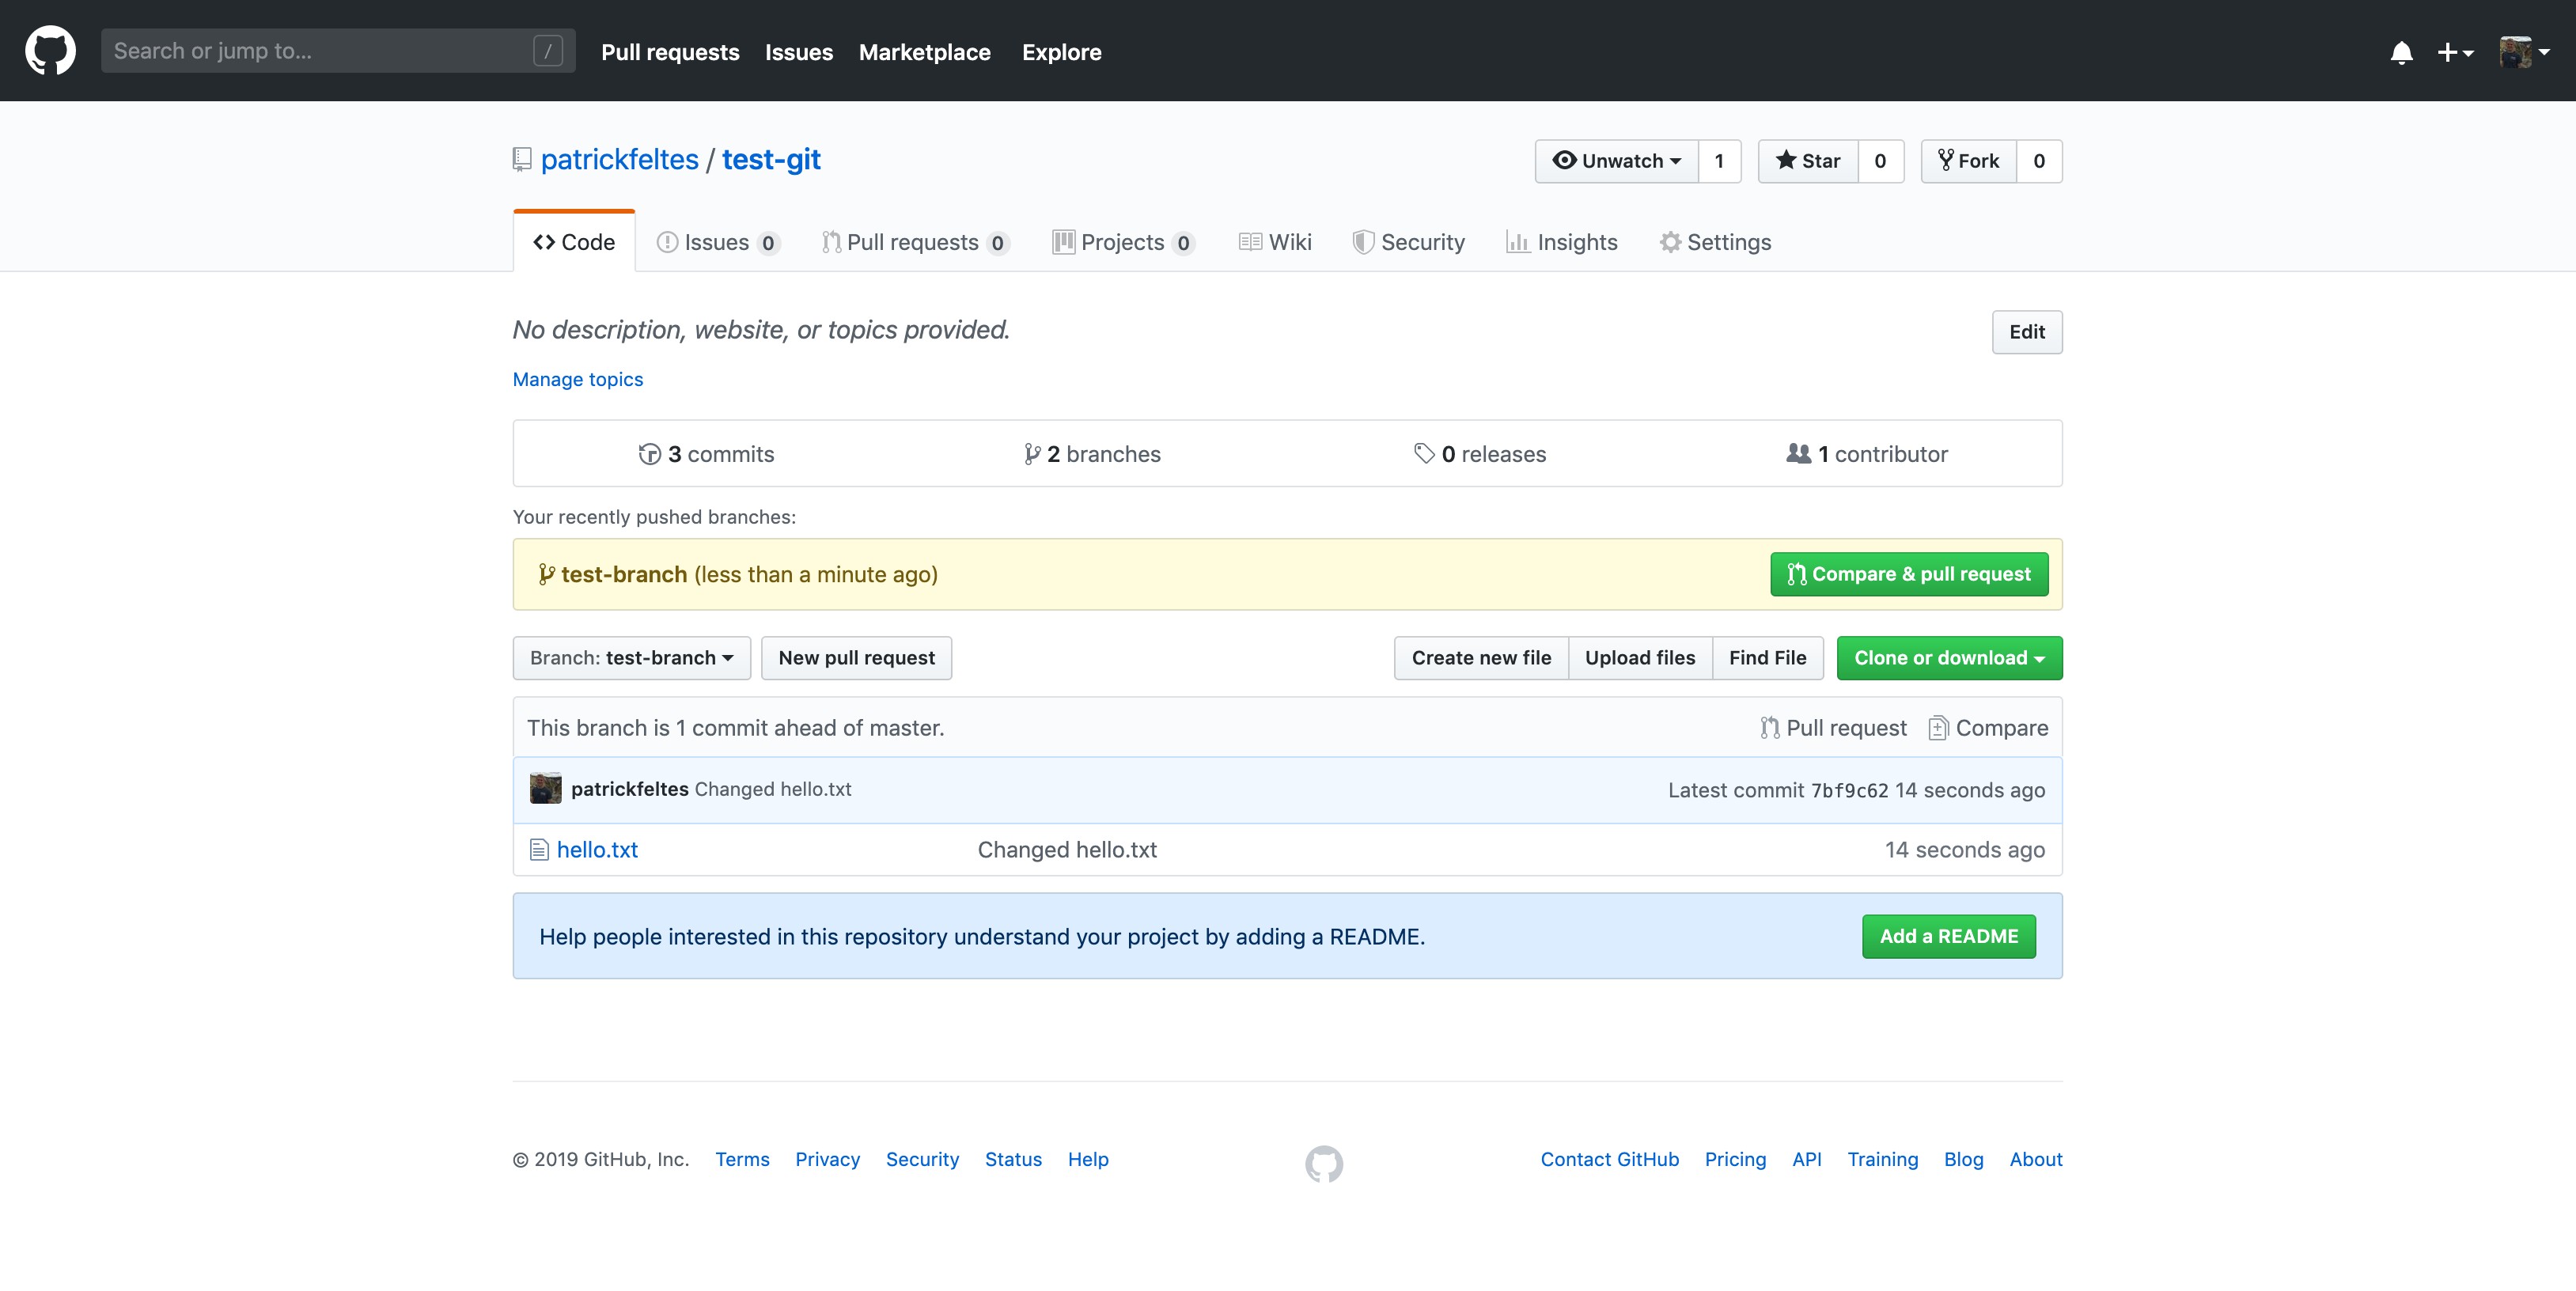 Search or jump to... / Pull requests Issues Marketplace Explore
patrickfeltes / test-git Unwatch 1 Star 0 Fork 0
Code Issues 0 Pull requests 0 Projects 0 Wiki Security Insights Settings
No description, website, or topics provided. Edit
Manage topics
3 commits 2 branches 0 releases 1 contributor
Your recently pushed branches:
test-branch (less than a minute ago) Compare & pull request
Branch: test-branch New pull request Create new file Upload files Find File Clone or download
This branch is 1 commit ahead of master. Pull request Compare
patrickfeltes Changed hello.txt Latest commit 7bf9c62 14 seconds ago
hello.txt Changed hello.txt 14 seconds ago
Help people interested in this repository understand your project by adding a README. Add a README
© 2019 GitHub, Inc. Terms Privacy Security Status Help Contact GitHub Pricing API Training Blog About